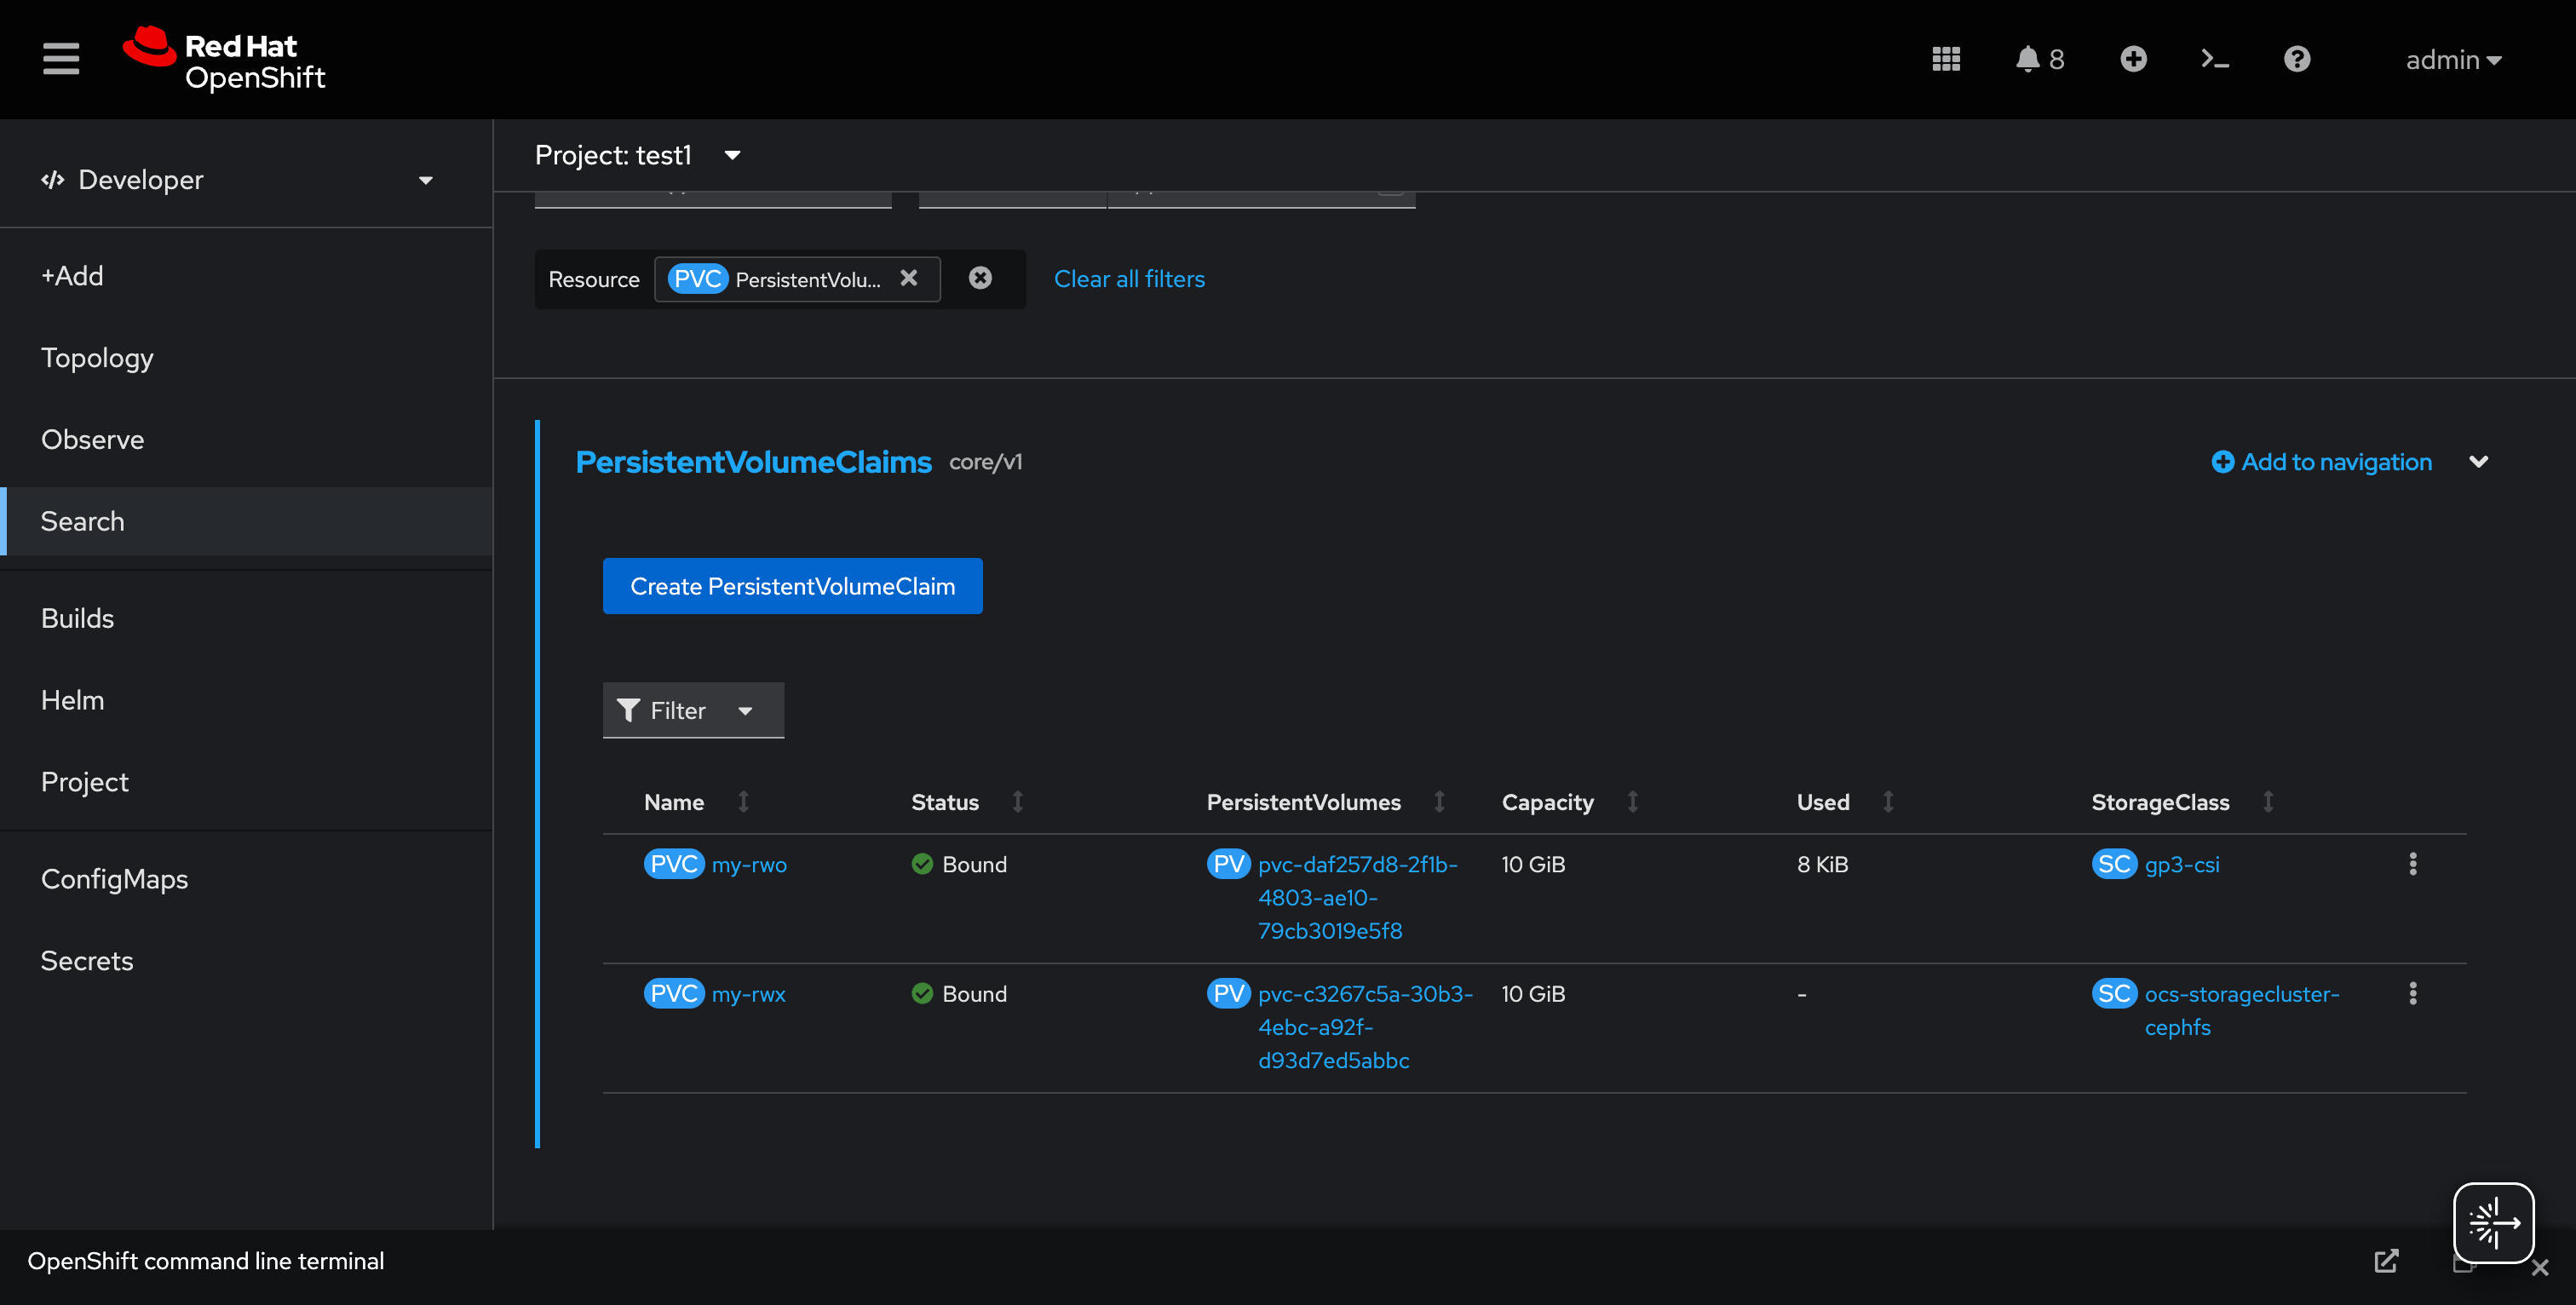 Red Hat
OpenShift
8
admin
Developer
+Add
Topology
Observe
Search
Builds
Helm
Project
ConfigMaps
Secrets
Project: test1
Resource PVC PersistentVolu... Clear all filters
PersistentVolumeClaims core/v1 Add to navigation
Create PersistentVolumeClaim
Filter
Name Status PersistentVolumes Capacity Used StorageClass
PVC my-rwo Bound PV pvc-daf257d8-2f1b- 10 GiB 8 KiB SC gp3-csi
4803-ae10-
79cb3019e5f8
PVC my-rwx Bound PV pvc-c3267c5a-30b3- 10 GiB - SC ocs-storagecluster-
4ebc-a92f- cephfs
d93d7ed5abbc
OpenShift command line terminal